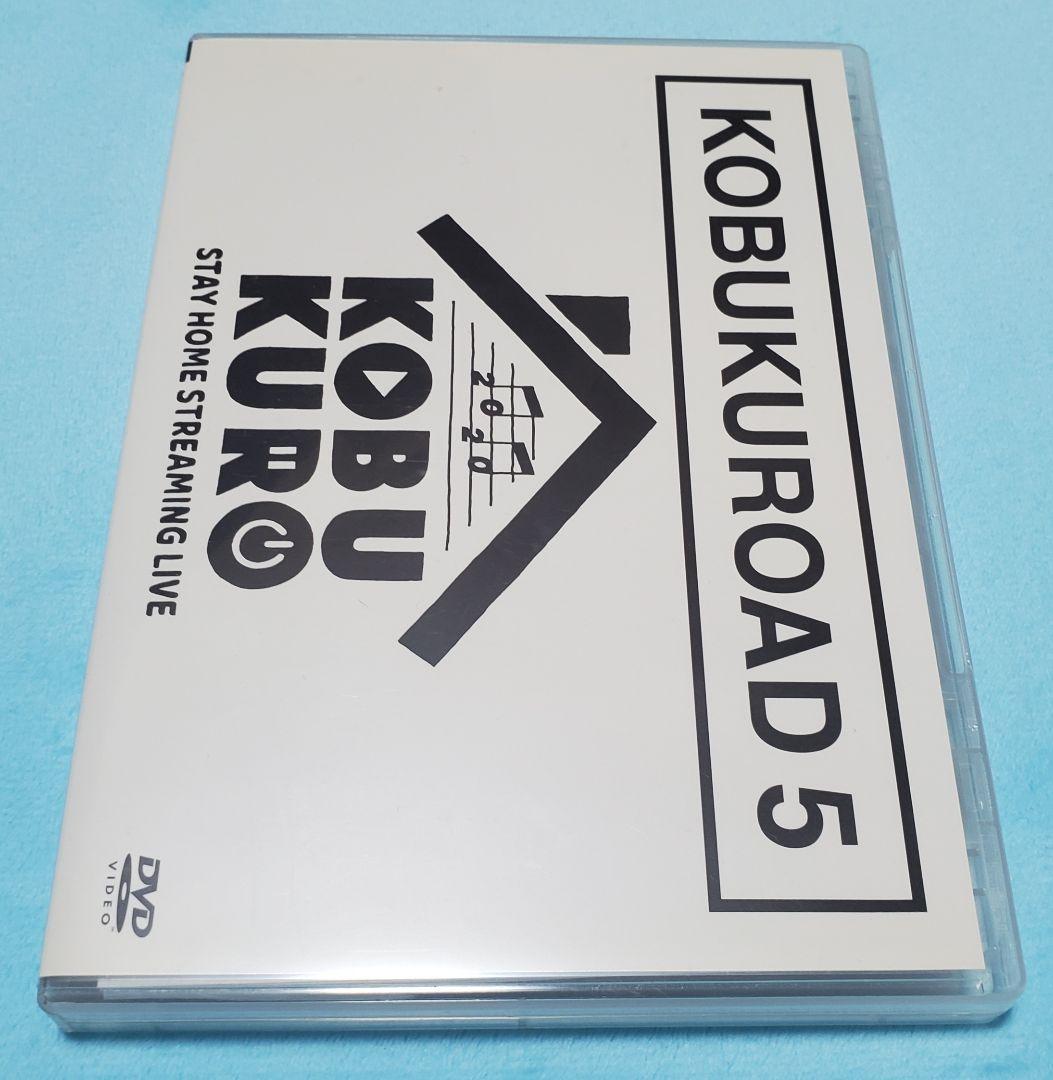 KOBUKUROAD 5
2020
KOBU
KURO
STAY HOME STREAMING LIVE
DVD
VIDEO